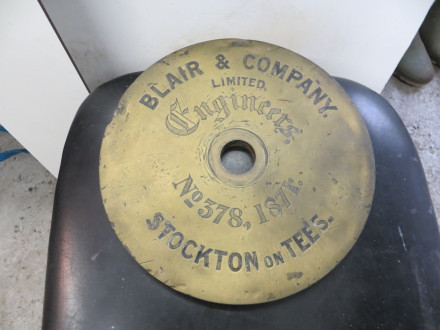 BLAIR & COMPANY.
LIMITED.
Engineers,
No 378, 1871.
STOCKTON ON TEES.